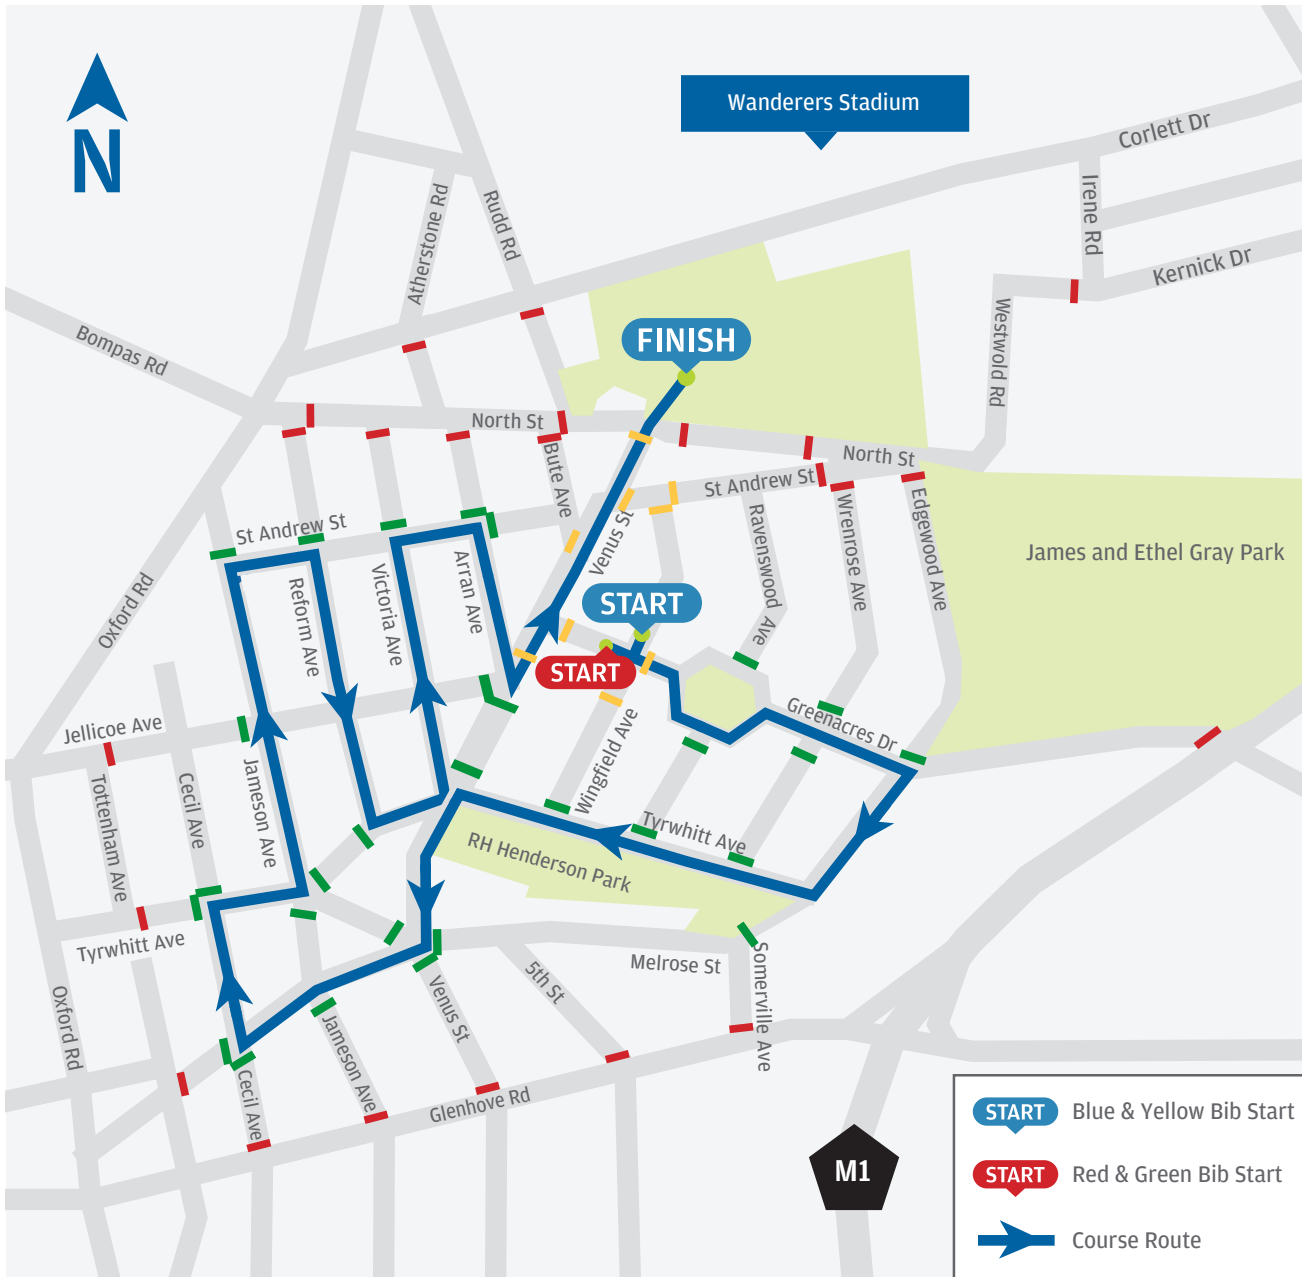 N
Wanderers Stadium
Corlett Dr
Irene Rd
Kernick Dr
Rudd Rd
Atherstone Rd
Westwold Rd
Bompas Rd
FINISH
North St
North St
Bute Ave
St Andrew St
St Andrew St
Venus St
Ravenswood Ave
Wrenrose Ave
Edgewood Ave
James and Ethel Gray Park
Oxford Rd
Reform Ave
Victoria Ave
Arran Ave
START
START
Jellicoe Ave
Greenacres Dr
Wingfield Ave
Tottenham Ave
Cecil Ave
Jameson Ave
Tyrwhitt Ave
RH Henderson Park
Tyrwhitt Ave
Melrose St
Somerville Ave
5th St
Venus St
Oxford Rd
Jameson Ave
Cecil Ave
Glenhove Rd
M1
START Blue & Yellow Bib Start
START Red & Green Bib Start
Course Route